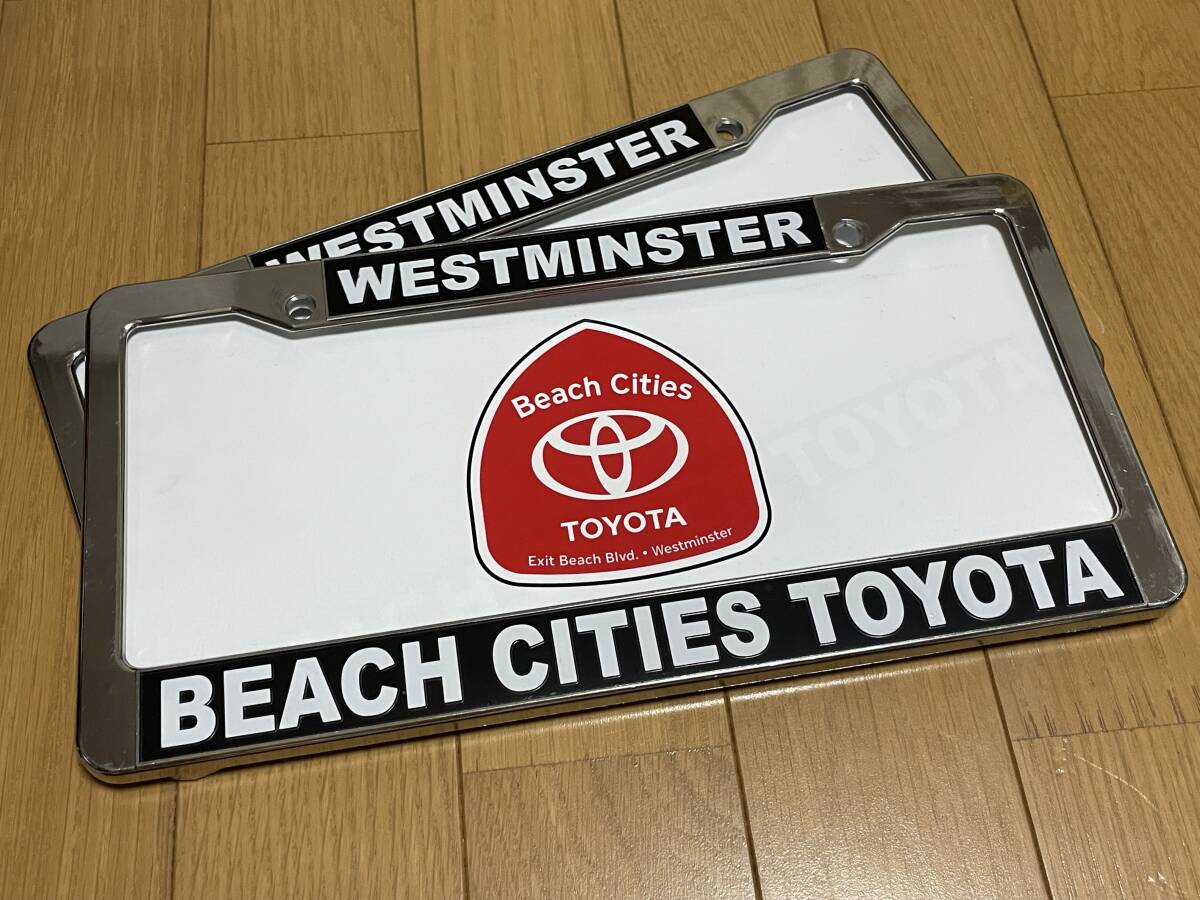 WESTMINSTER
WESTMINSTER
Beach Cities
TOYOTA
Exit Beach Blvd. • Westminster
TOYOTA
BEACH CITIES TOYOTA